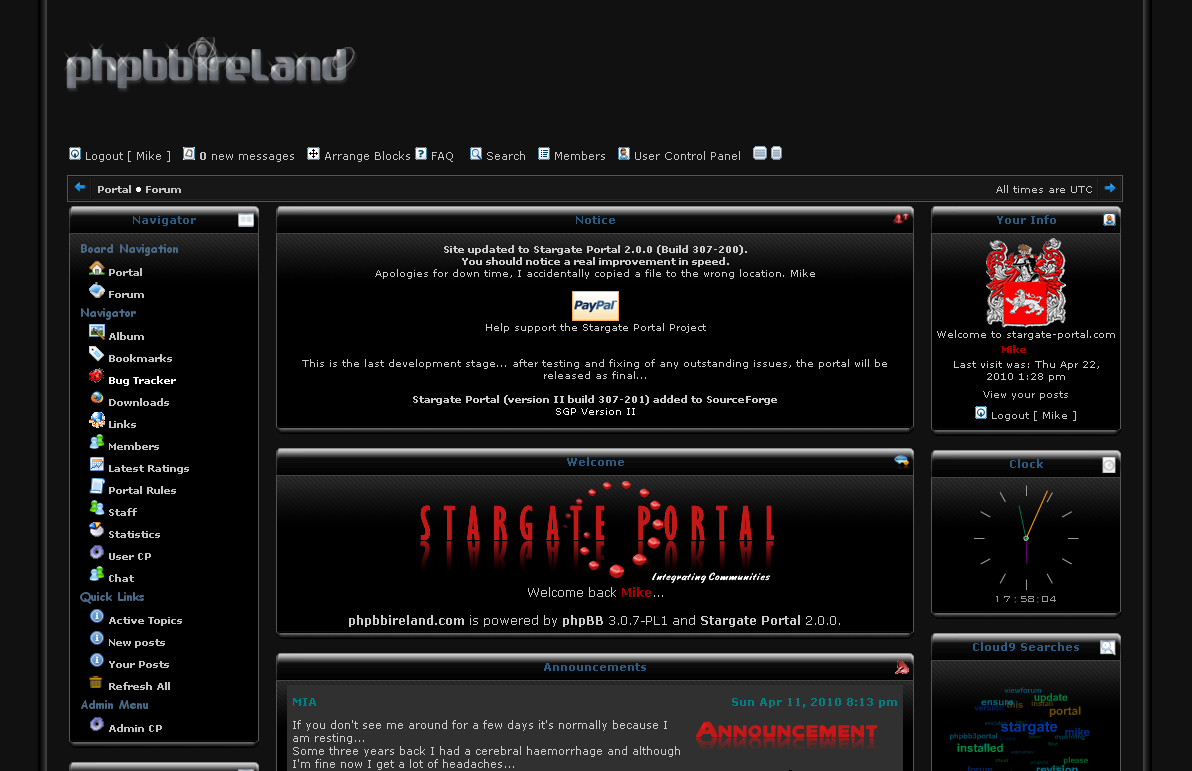 phpbbireland
Logout [ Mike ] 0 new messages Arrange Blocks FAQ Search Members User Control Panel
Portal • Forum
All times are UTC
Navigator
Board Navigation
Portal
Forum
Navigator
Album
Bookmarks
Bug Tracker
Downloads
Links
Members
Latest Ratings
Portal Rules
Staff
Statistics
User CP
Chat
Quick Links
Active Topics
New posts
Your Posts
Refresh All
Admin Menu
Admin CP
Notice
Site updated to Stargate Portal 2.0.0 (Build 307-200).
You should notice a real improvement in speed.
Apologies for down time, I accidentally copied a file to the wrong location. Mike
PayPal
Help support the Stargate Portal Project
This is the last development stage... after testing and fixing of any outstanding issues, the portal will be
released as final...
Stargate Portal (version II build 307-201) added to SourceForge
SGP Version II
Welcome
STARGATE PORTAL
Integrating Communities
Welcome back Mike...
phpbbireland.com is powered by phpBB 3.0.7-PL1 and Stargate Portal 2.0.0.
Announcements
MIA
Sun Apr 11, 2010 8:13 pm
If you don't see me around for a few days it's normally because I
am resting...
Some three years back I had a cerebral haemorrhage and although
I'm fine now I get a lot of headaches...
ANNOUNCEMENT
Your Info
Welcome to stargate-portal.com
Mike
Last visit was: Thu Apr 22,
2010 1:28 pm
View your posts
Logout [ Mike ]
Clock
17:58:04
Cloud9 Searches
viewforum
update
ensure
this
install
version
portal
stargate
mike
phpbb3portal
installed
please
forum
revision